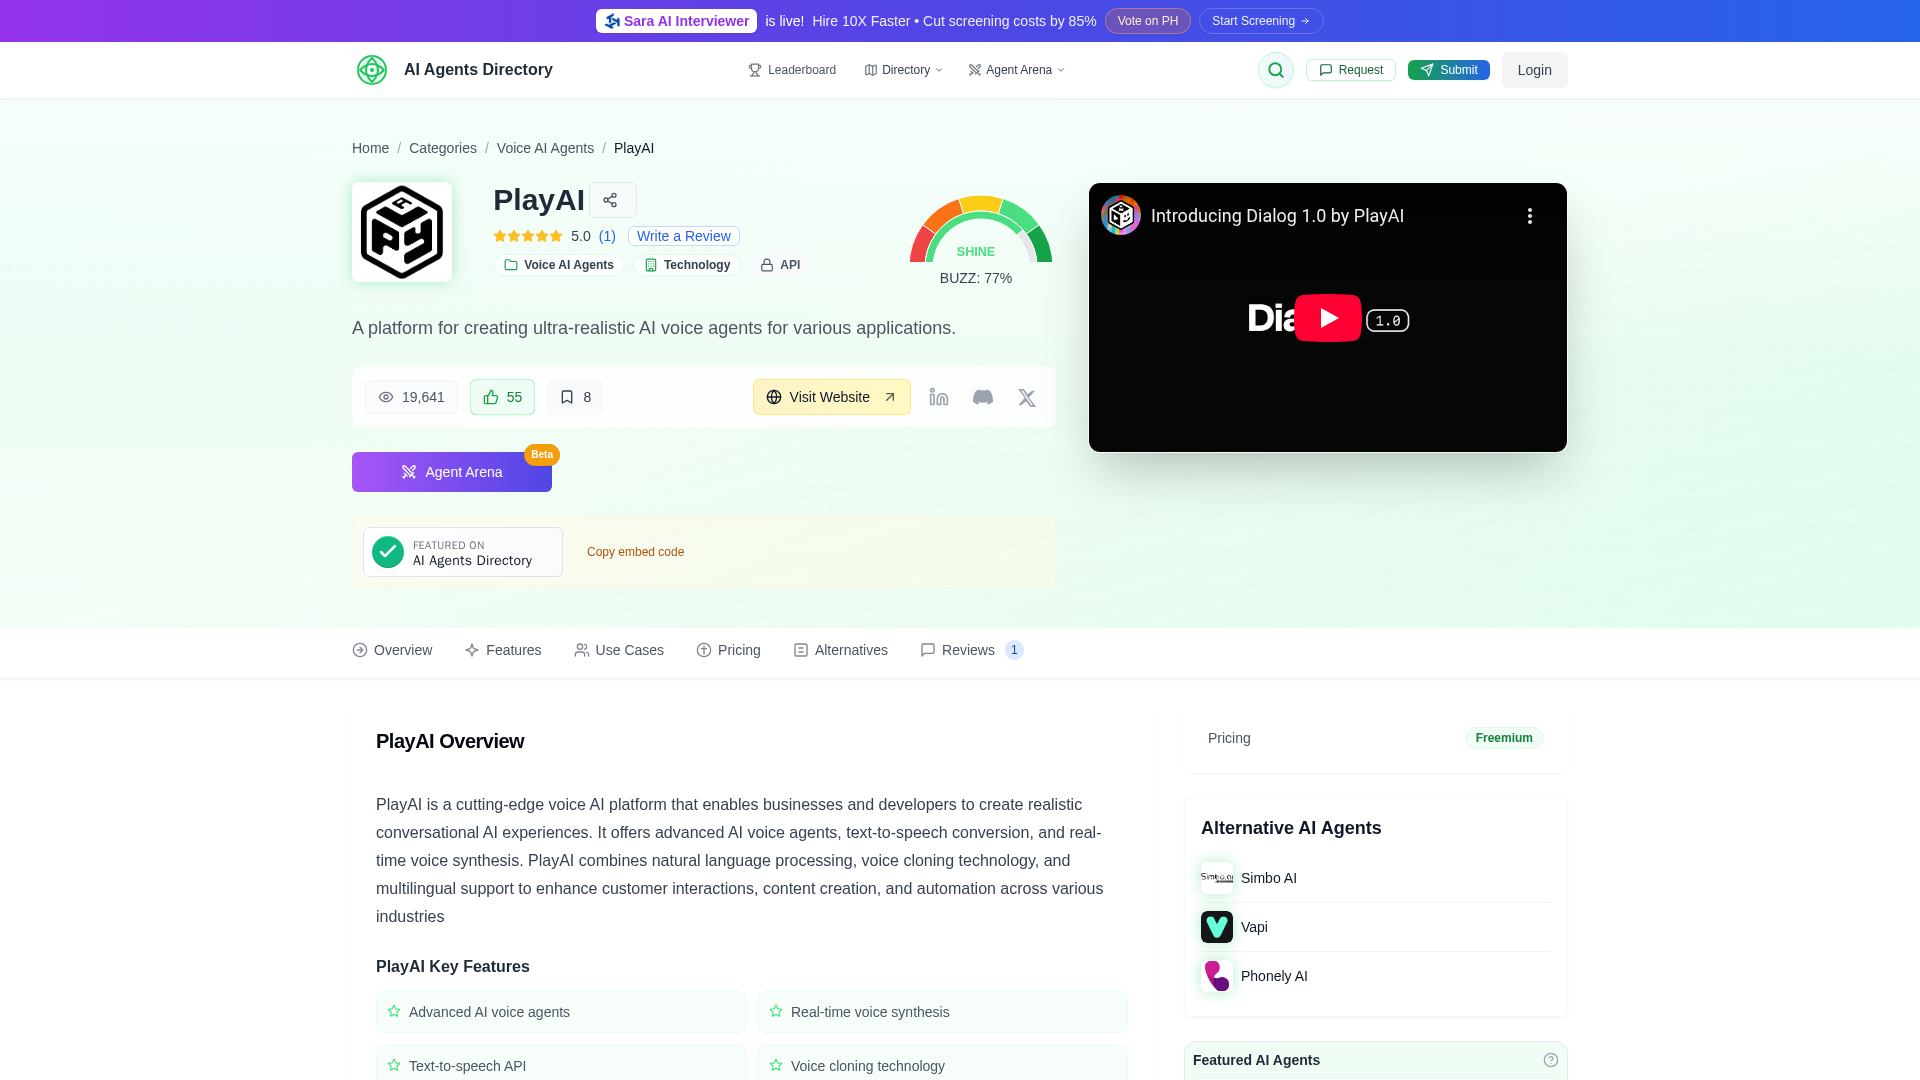 Sara AI Interviewer is live! Hire 10X Faster • Cut screening costs by 85% Vote on PH Start Screening
AI Agents Directory Leaderboard Directory Agent Arena Request Submit Login
Home / Categories / Voice AI Agents / PlayAI
PlayAI
5.0 (1) Write a Review
Voice AI Agents Technology API
SHINE
BUZZ: 77%
Introducing Dialog 1.0 by PlayAI
1.0
A platform for creating ultra-realistic AI voice agents for various applications.
19,641 55 8 Visit Website
Beta
Agent Arena
FEATURED ON
AI Agents Directory
Copy embed code
Overview Features Use Cases Pricing Alternatives Reviews 1
PlayAI Overview
PlayAI is a cutting-edge voice AI platform that enables businesses and developers to create realistic
conversational AI experiences. It offers advanced AI voice agents, text-to-speech conversion, and real-
time voice synthesis. PlayAI combines natural language processing, voice cloning technology, and
multilingual support to enhance customer interactions, content creation, and automation across various
industries
PlayAI Key Features
Advanced AI voice agents Real-time voice synthesis
Text-to-speech API Voice cloning technology
Pricing Freemium
Alternative AI Agents
Simbo AI
Vapi
Phonely AI
Featured AI Agents